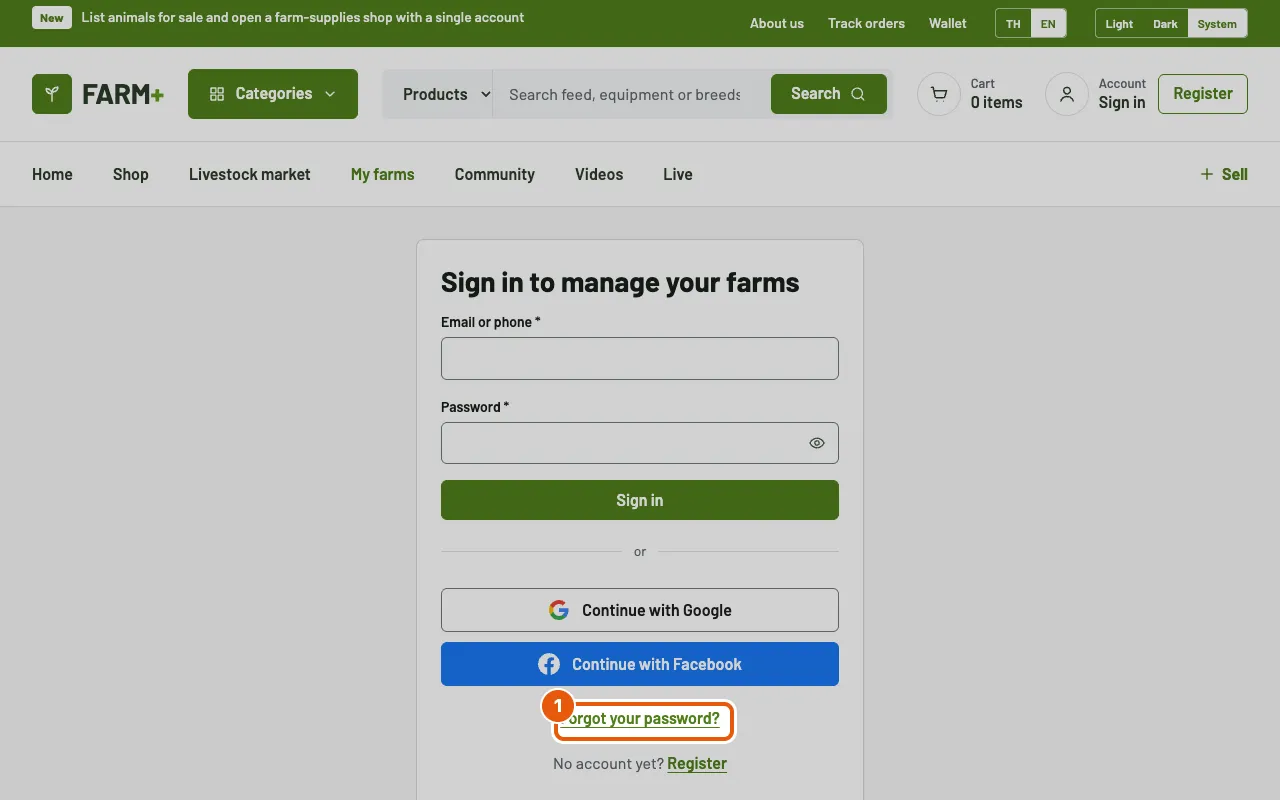 New List animals for sale and open a farm-supplies shop with a single account
About us Track orders Wallet TH EN Light Dark System
FARM+ Categories Products Search feed, equipment or breeds Search Cart 0 items Account Sign in Register
Home Shop Livestock market My farms Community Videos Live + Sell
Sign in to manage your farms
Email or phone *
Password *
Sign in
or
Continue with Google
Continue with Facebook
1
Forgot your password?
No account yet? Register